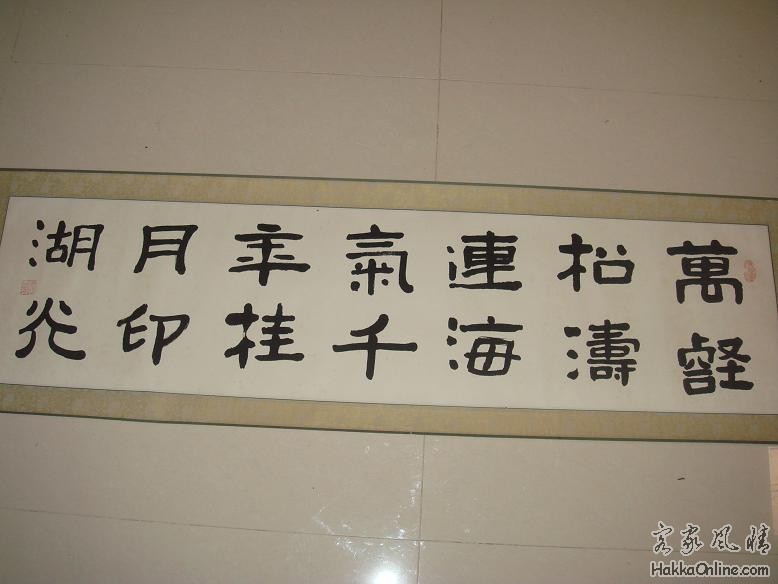 萬壑
松濤
連海
氣千
年桂
月印
湖光
客家风情
HakkaOnline.com